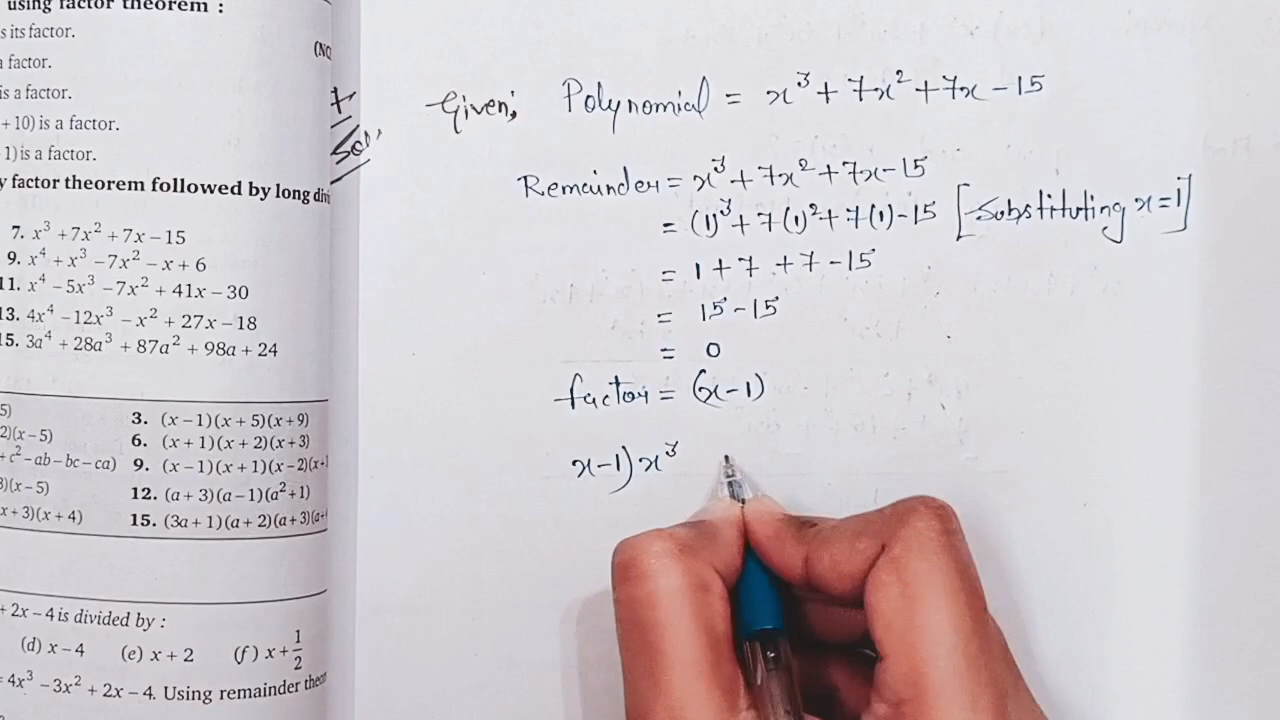 using factor theorem :
s its factor.
a factor.
is a factor.
+ 10) is a factor.
1) is a factor.
y factor theorem followed by long divi
7. x³ +7x² +7x – 15
9. x⁴ + x³ –7x² – x + 6
11. x⁴ – 5x³ –7x² + 41x – 30
13. 4x⁴ –12x³ – x² + 27x – 18
15. 3a⁴ + 28a³ + 87a² + 98a + 24
5)
3. (x – 1)(x + 5)(x + 9)
2)(x – 5)
6. (x + 1)(x + 2)(x + 3)
+ c² – ab – bc – ca)
9. (x – 1)(x + 1)(x – 2)(x +
3)(x – 5)
12. (a + 3)(a – 1)(a² + 1)
x + 3)(x + 4)
15. (3a + 1)(a + 2)(a + 3)(a +
+ 2x – 4 is divided by :
(d) x – 4 (e) x + 2 (f) x + 1/2
= 4x³ – 3x² + 2x – 4. Using remainder theo
(NC
7
Sol.
Given; Polynomial = x³ + 7x² + 7x – 15
Remainder = x³ + 7x² + 7x – 15
= (1)³ + 7(1)² + 7(1) – 15 [Substituting x = 1]
= 1 + 7 + 7 – 15
= 15 – 15
= 0
factor = (x – 1)
x – 1) x³